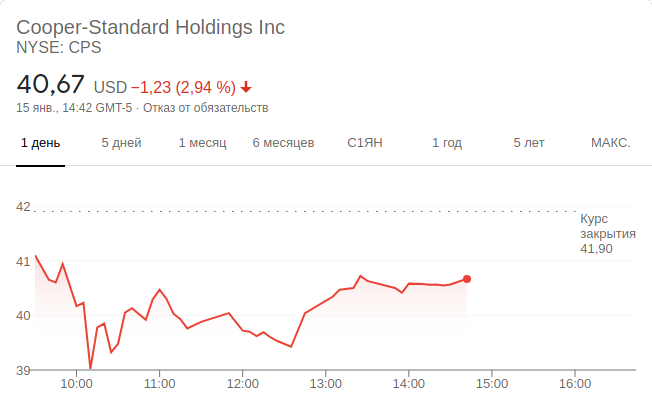 Cooper-Standard Holdings Inc
NYSE: CPS
40,67 USD −1,23 (2,94 %)
15 янв., 14:42 GMT-5 · Отказ от обязательств
1 день 5 дней 1 месяц 6 месяцев С1ЯН 1 год 5 лет МАКС.
42
Курс
закрытия
41,90
41
40
39
10:00 11:00 12:00 13:00 14:00 15:00 16:00